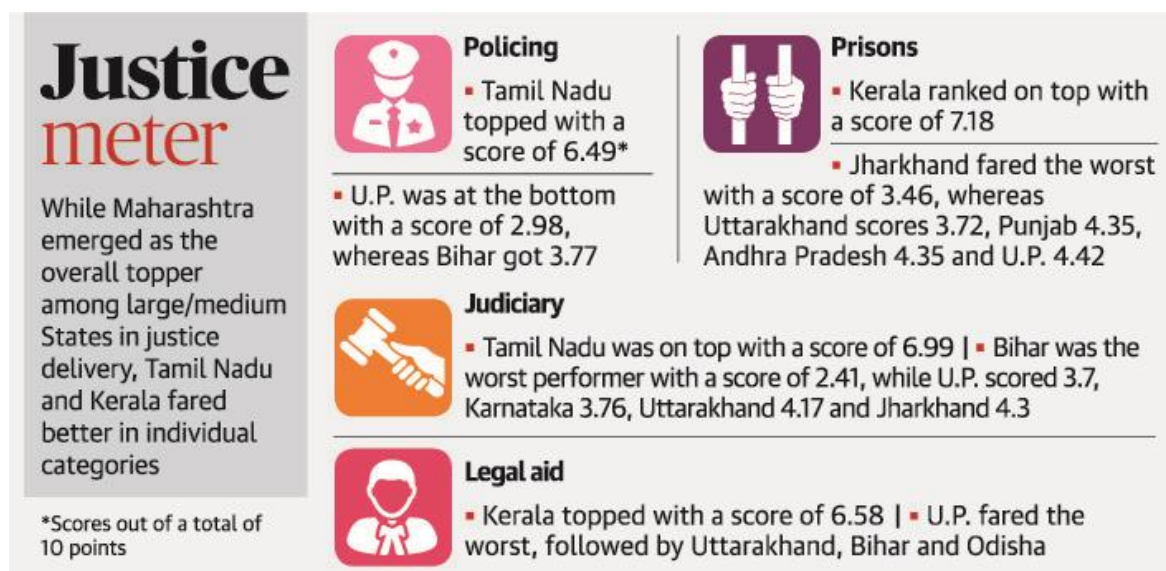 Justice
meter
While Maharashtra
emerged as the
overall topper
among large/medium
States in justice
delivery, Tamil Nadu
and Kerala fared
better in individual
categories
*Scores out of a total of
10 points
Policing
▪ Tamil Nadu
topped with a
score of 6.49*
▪ U.P. was at the bottom
with a score of 2.98,
whereas Bihar got 3.77
Prisons
▪ Kerala ranked on top with
a score of 7.18
▪ Jharkhand fared the worst
with a score of 3.46, whereas
Uttarakhand scores 3.72, Punjab 4.35,
Andhra Pradesh 4.35 and U.P. 4.42
Judiciary
▪ Tamil Nadu was on top with a score of 6.99 | ▪ Bihar was the
worst performer with a score of 2.41, while U.P. scored 3.7,
Karnataka 3.76, Uttarakhand 4.17 and Jharkhand 4.3
Legal aid
▪ Kerala topped with a score of 6.58 | ▪ U.P. fared the
worst, followed by Uttarakhand, Bihar and Odisha